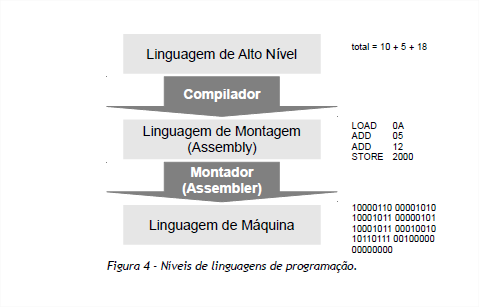 Linguagem de Alto Nível
total = 10 + 5 + 18
Compilador
Linguagem de Montagem
(Assembly)
LOAD 0A
ADD 05
ADD 12
STORE 2000
Montador
(Assembler)
Linguagem de Máquina
10000110 00001010
10001011 00000101
10001011 00010010
10110111 00100000
00000000
Figura 4 - Níveis de linguagens de programação.